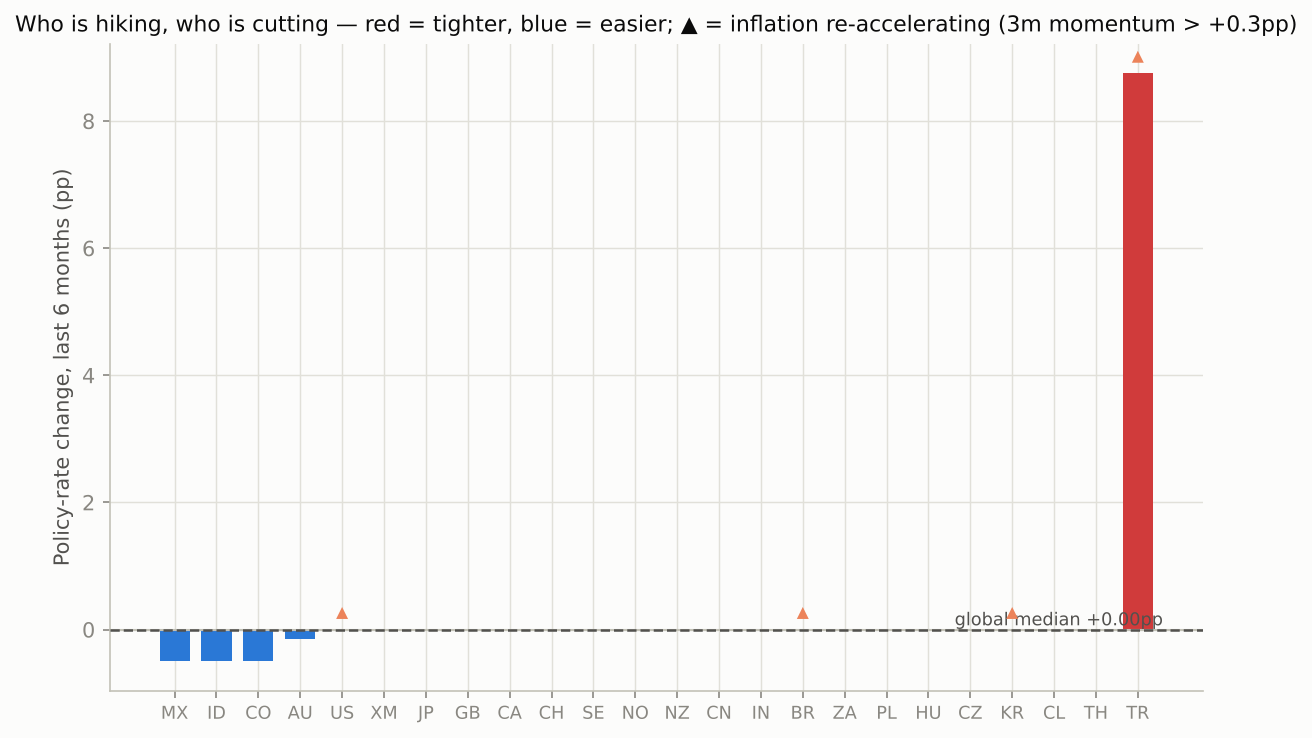 Who is hiking, who is cutting — red = tighter, blue = easier; ▲ = inflation re-accelerating (3m momentum > +0.3pp)
Policy-rate change, last 6 months (pp)
8
6
4
2
0
global median +0.00pp
MX ID CO AU US XM JP GB CA CH SE NO NZ CN IN BR ZA PL HU CZ KR CL TH TR